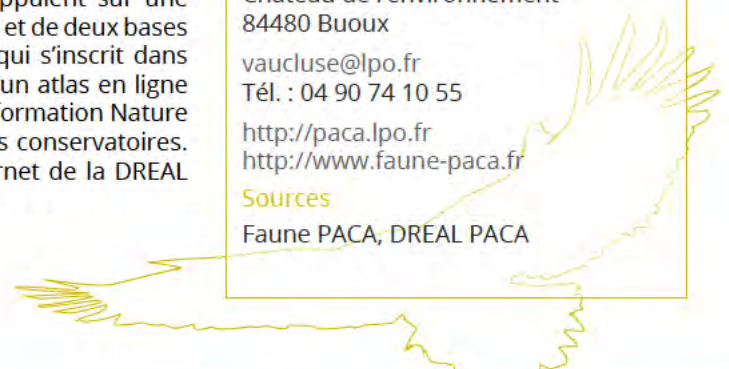 et de deux bases
qui s'inscrit dans
un atlas en ligne
formation Nature
s conservatoires.
rnet de la DREAL
84480 Buoux
vaucluse@lpo.fr
Tél. : 04 90 74 10 55
http://paca.lpo.fr
http://www.faune-paca.fr
Sources
Faune PACA, DREAL PACA